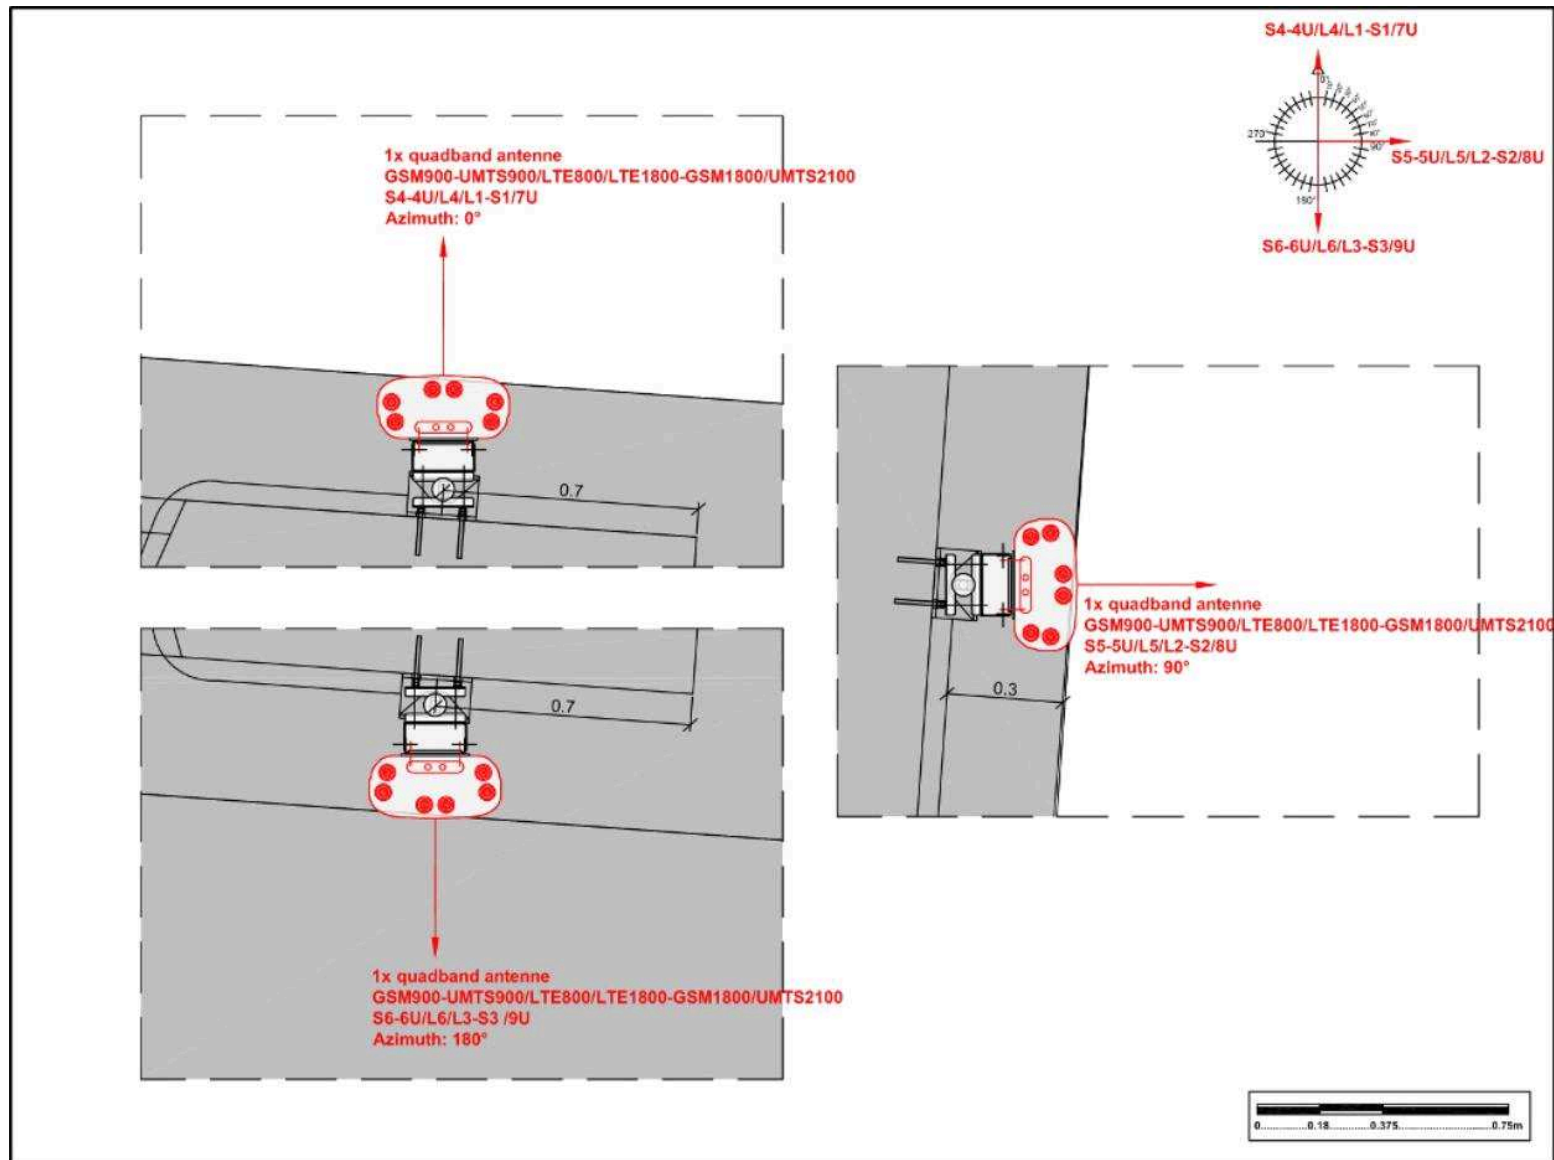 S4-4U/L4/L1-S1/7U
0°
270°
90°
180°
S5-5U/L5/L2-S2/8U
S6-6U/L6/L3-S3/9U
1x quadband antenne
GSM900-UMTS900/LTE800/LTE1800-GSM1800/UMTS2100
S4-4U/L4/L1-S1/7U
Azimuth: 0°
0.7
1x quadband antenne
GSM900-UMTS900/LTE800/LTE1800-GSM1800/UMTS2100
S5-5U/L5/L2-S2/8U
Azimuth: 90°
0.3
0.7
1x quadband antenne
GSM900-UMTS900/LTE800/LTE1800-GSM1800/UMTS2100
S6-6U/L6/L3-S3 /9U
Azimuth: 180°
0.............0.18.............0.375........................0.75m